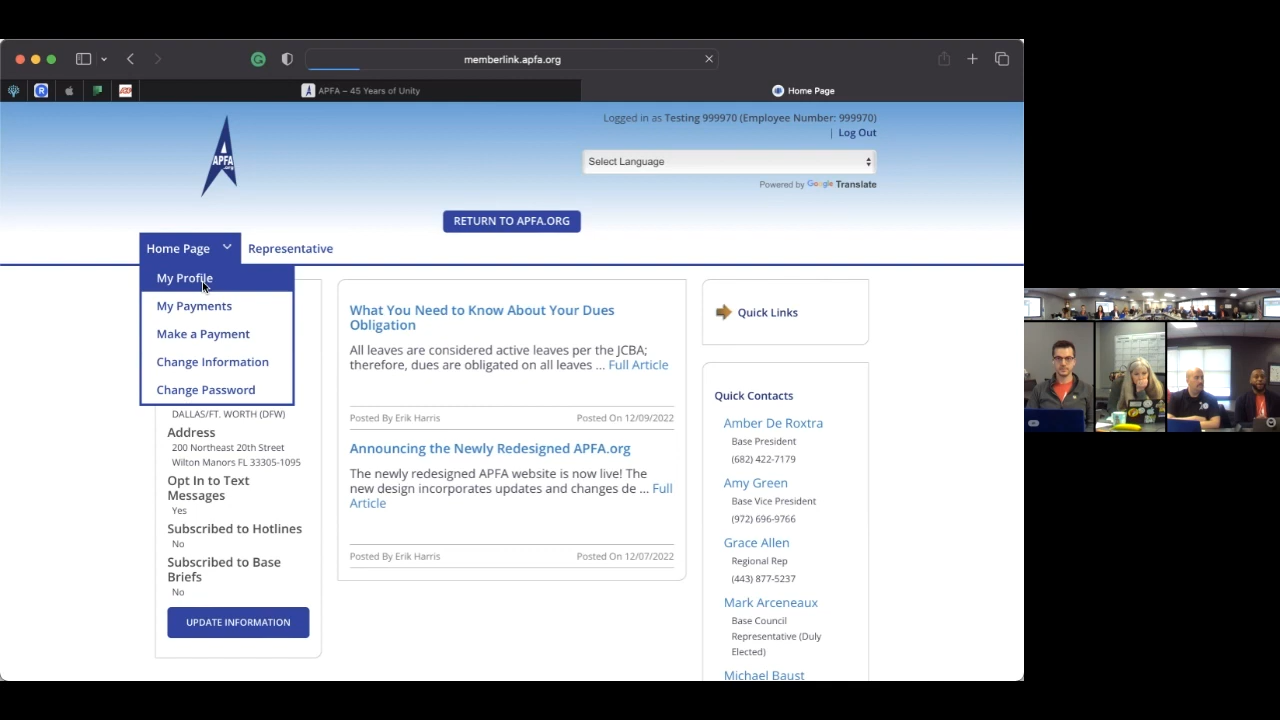 memberlink.apfa.org
APFA – 45 Years of Unity
Home Page
Logged in as Testing 999970 (Employee Number: 999970)
| Log Out
APFA.org
Select Language
Powered by Google Translate
RETURN TO APFA.ORG
Home Page
Representative
My Profile
My Payments
Make a Payment
Change Information
Change Password
DALLAS/FT. WORTH (DFW)
Address
200 Northeast 20th Street
Wilton Manors FL 33305-1095
Opt In to Text
Messages
Yes
Subscribed to Hotlines
No
Subscribed to Base
Briefs
No
UPDATE INFORMATION
What You Need to Know About Your Dues
Obligation
All leaves are considered active leaves per the JCBA;
therefore, dues are obligated on all leaves ... Full Article
Posted By Erik Harris
Posted On 12/09/2022
Announcing the Newly Redesigned APFA.org
The newly redesigned APFA website is now live! The
new design incorporates updates and changes de ... Full
Article
Posted By Erik Harris
Posted On 12/07/2022
Quick Links
Quick Contacts
Amber De Roxtra
Base President
(682) 422-7179
Amy Green
Base Vice President
(972) 696-9766
Grace Allen
Regional Rep
(443) 877-5237
Mark Arceneaux
Base Council
Representative (Duly
Elected)
Michael Baust